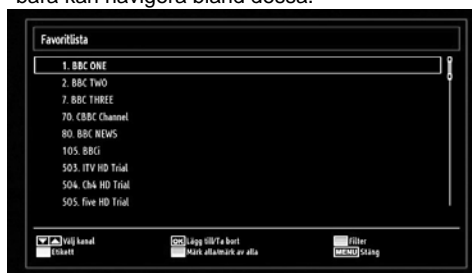 bara kan navigera bland dessa.
Favoritlista
1. BBC ONE
2. BBC TWO
7. BBC THREE
70. CBBC Channel
80. BBC NEWS
105. BBCi
503. ITV HD Trial
504. Ch4 HD Trial
505. five HD Trial
Välj kanal OK Lägg till/Ta bort Filter
Etikett Märk alla/märk av alla MENU Stäng